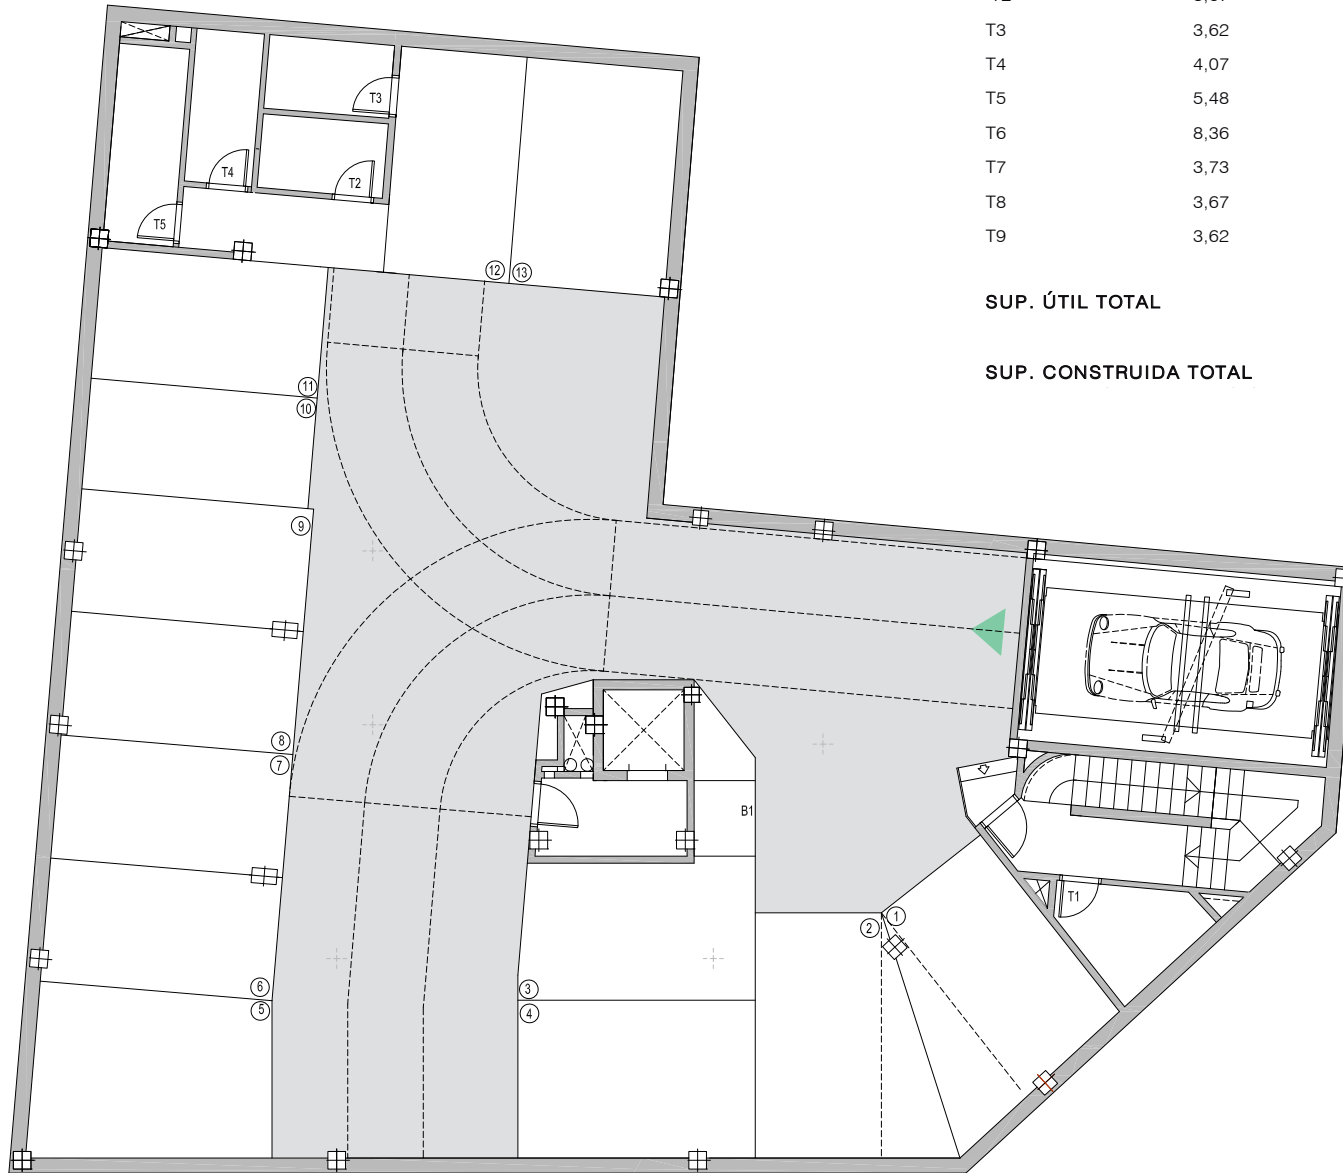 T3 3,62
T4 4,07
T5 5,48
T6 8,36
T7 3,73
T8 3,67
T9 3,62
SUP. ÚTIL TOTAL
SUP. CONSTRUIDA TOTAL
T3
T4
T2
T5
12 13
11
10
9
8
7
B1
T1
1
2
6
5
3
4